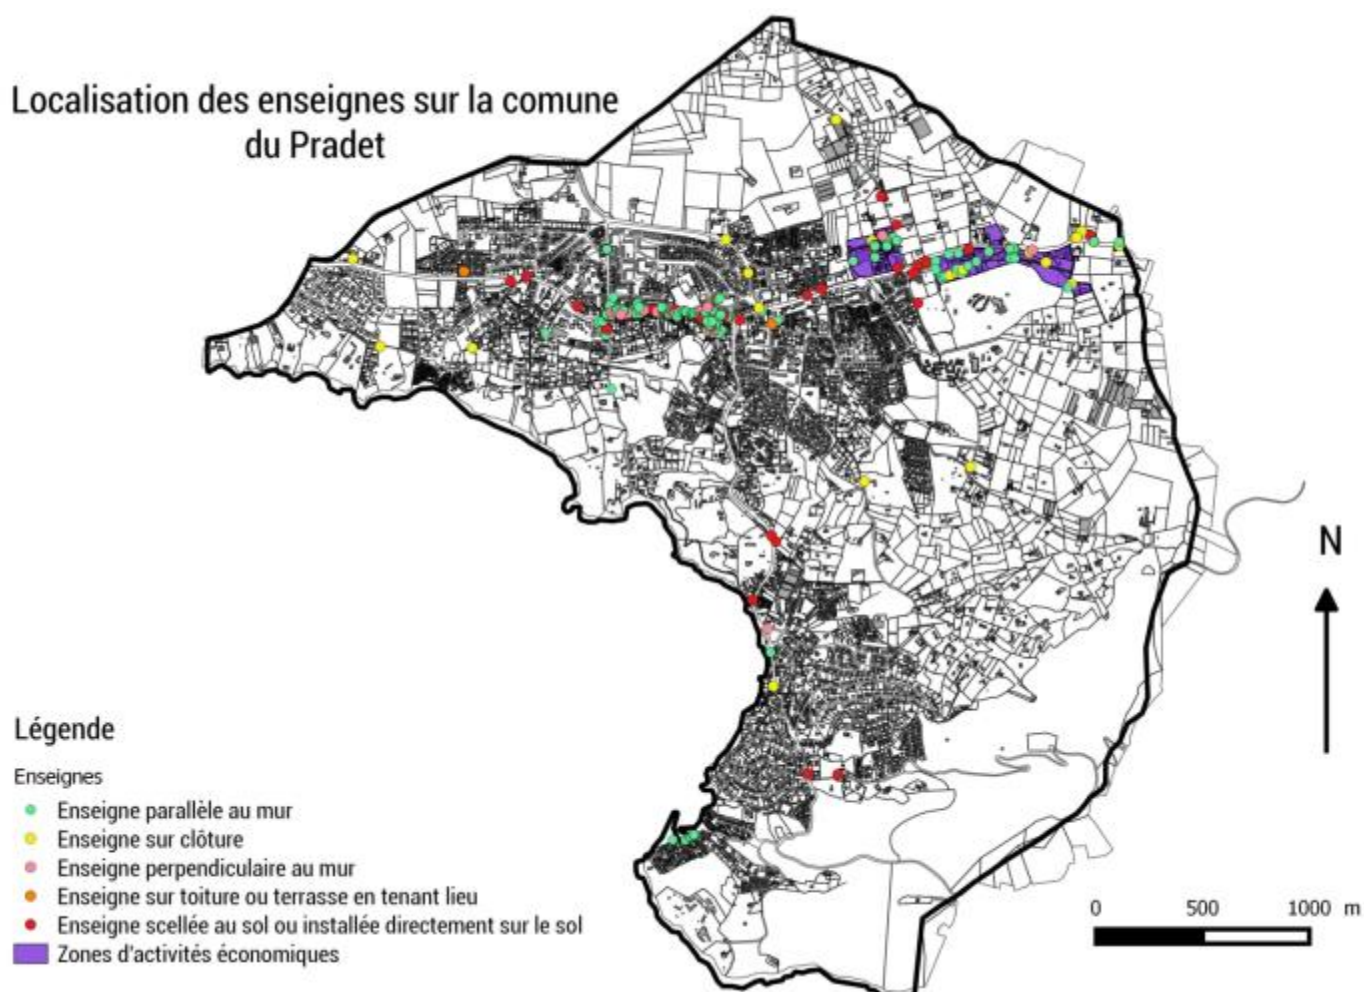 Localisation des enseignes sur la comune
du Pradet
N
Légende
Enseignes
Enseigne parallèle au mur
Enseigne sur clôture
Enseigne perpendiculaire au mur
Enseigne sur toiture ou terrasse en tenant lieu
Enseigne scellée au sol ou installée directement sur le sol
Zones d'activités économiques
0 500 1000 m